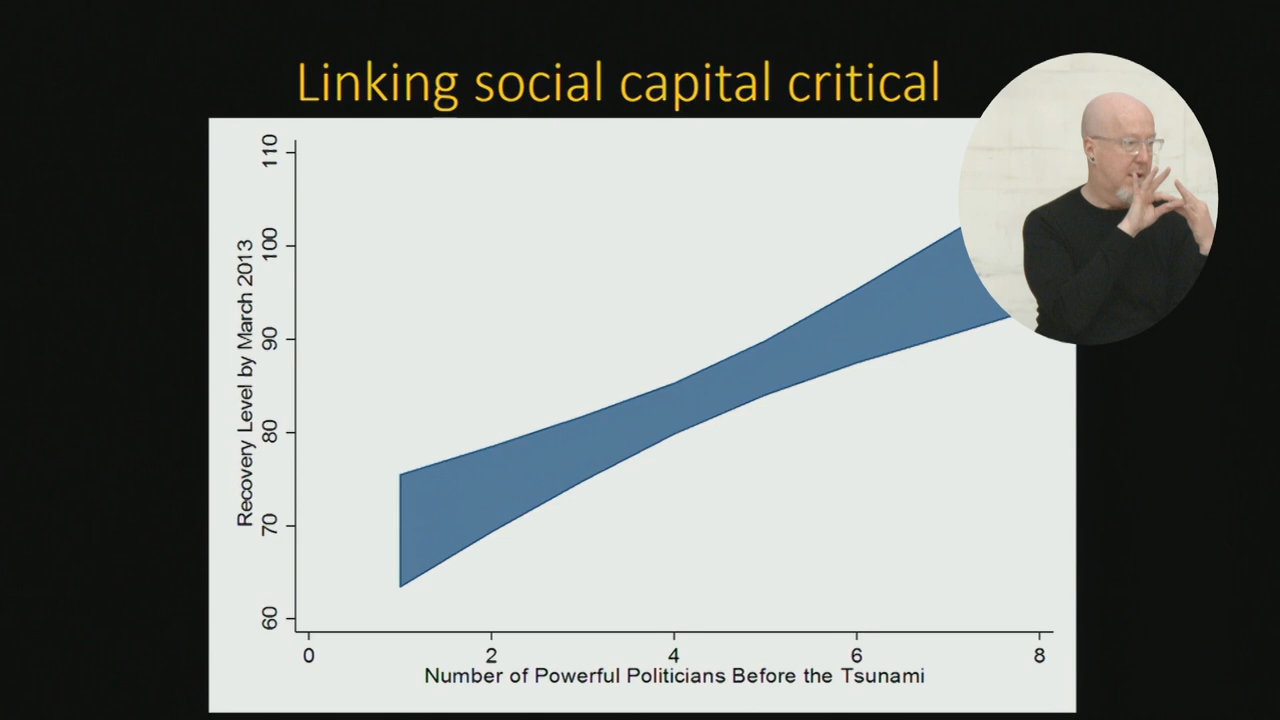 Linking social capital critical
110
100
90
80
70
60
Recovery Level by March 2013
0 2 4 6 8
Number of Powerful Politicians Before the Tsunami